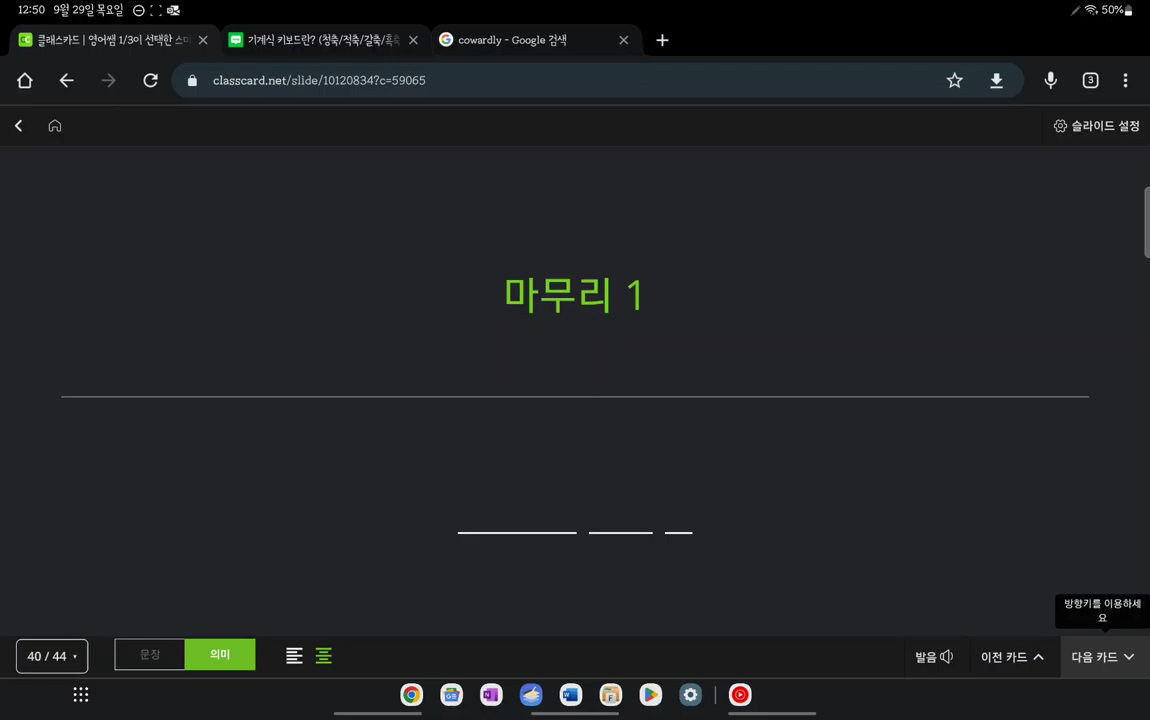 12:50 9월 29일 목요일
50%
클래스카드 | 영어쌤 1/3이 선택한 스마
기계식 키보드란? (청축/적축/갈축/흑축
cowardly - Google 검색
classcard.net/slide/10120834?c=59065
3
슬라이드 설정
마무리 1
방향키를 이용하세
요
40 / 44
문장
의미
발음
이전 카드
다음 카드